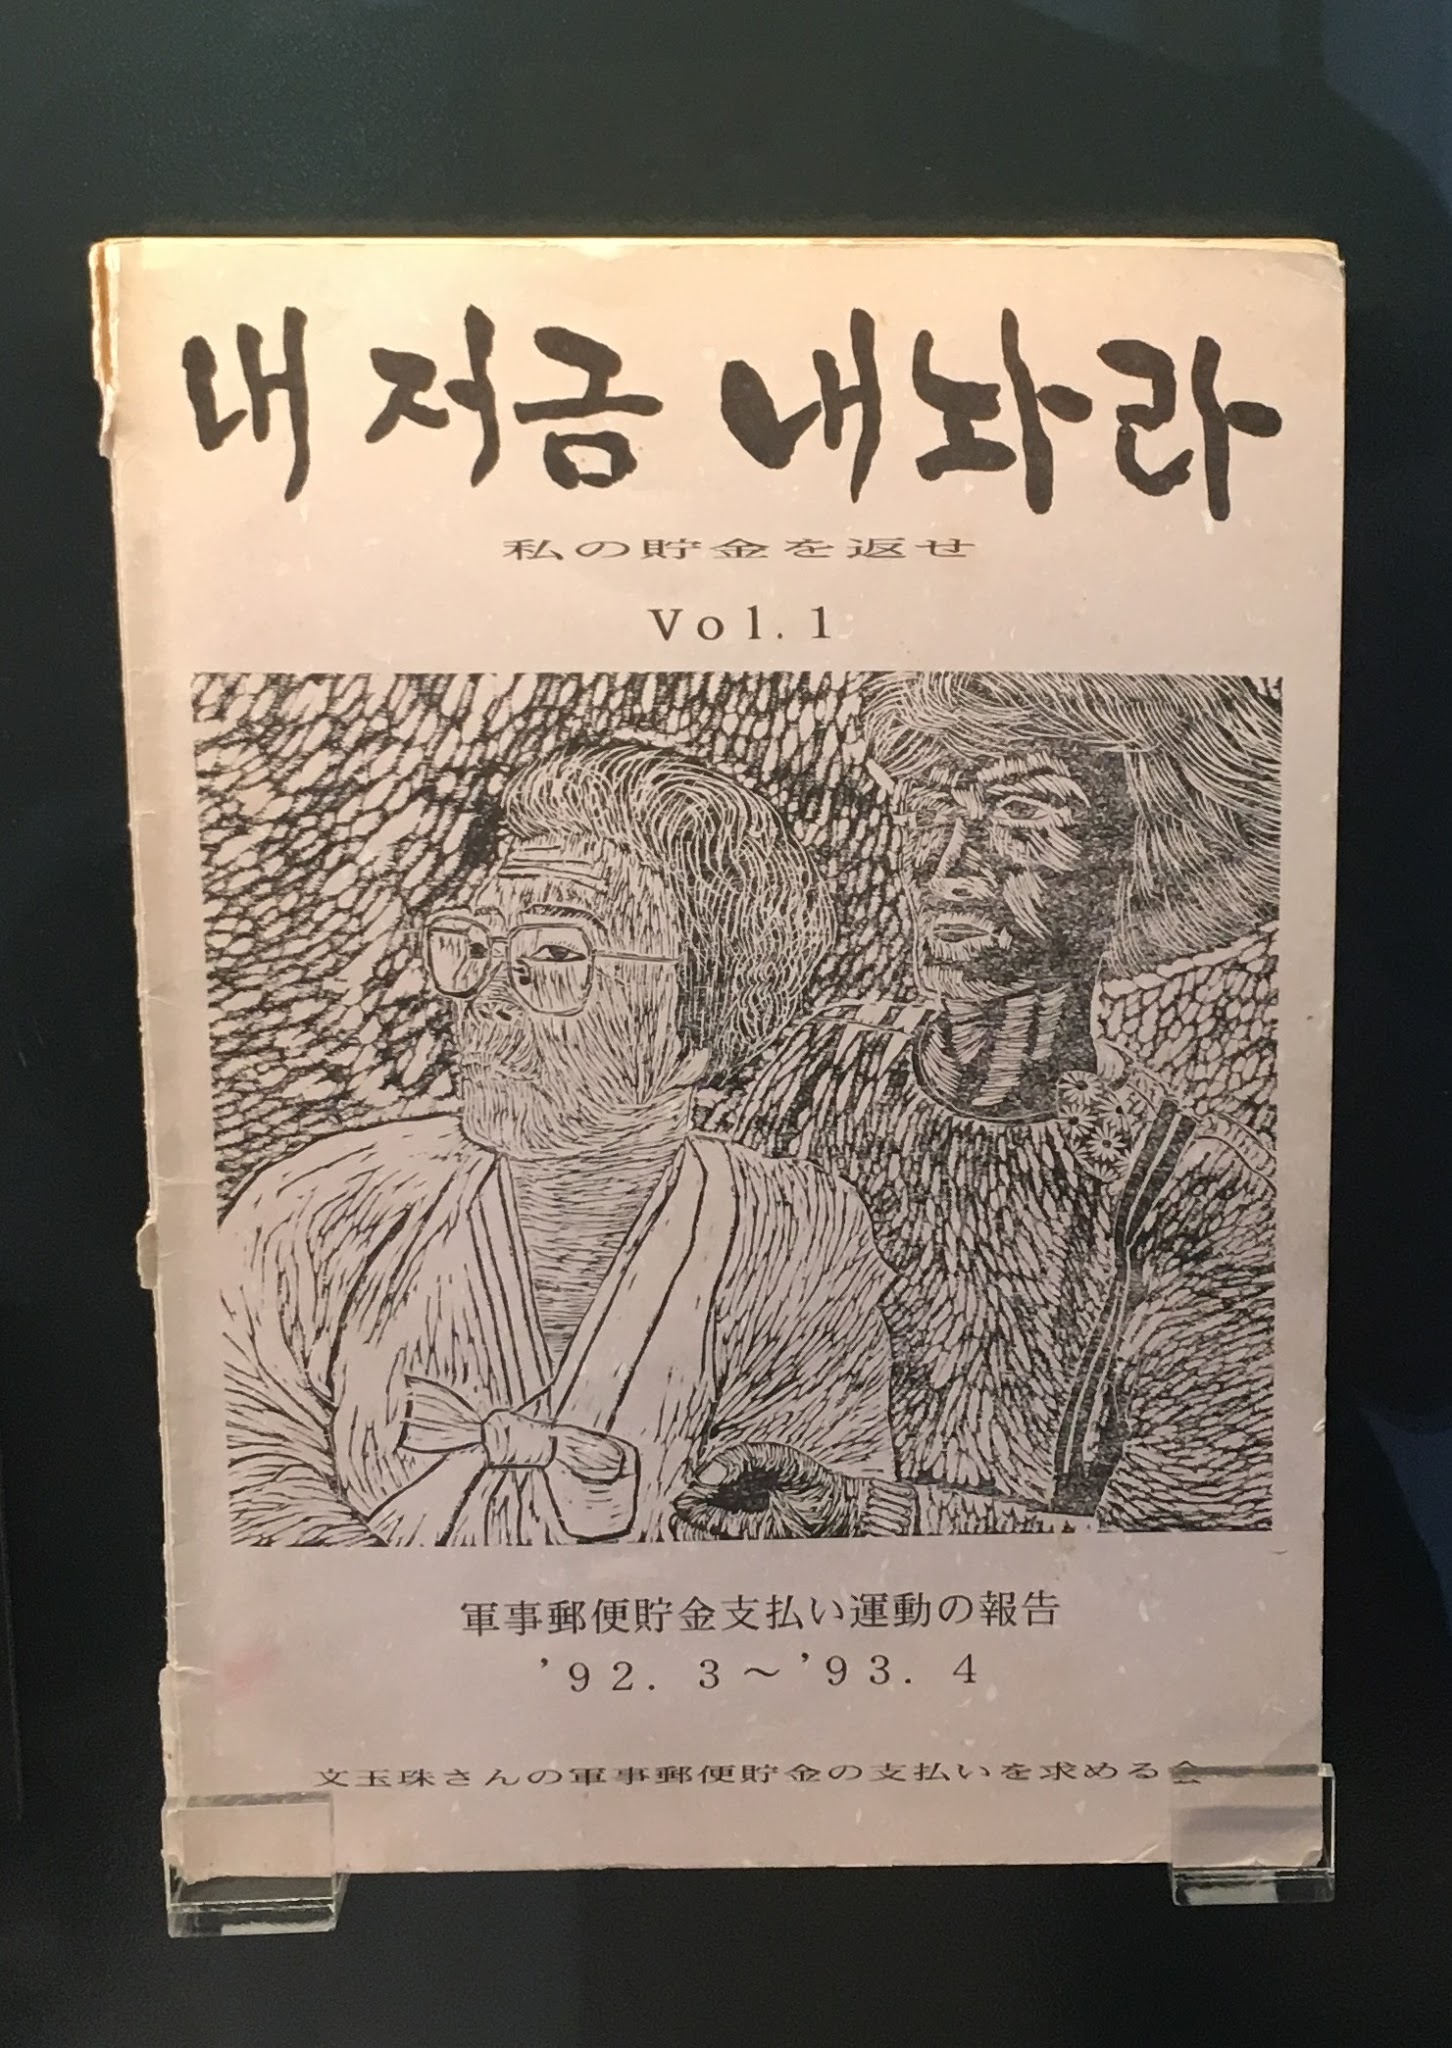 내 저금 내놔라
私の貯金を返せ
Vol.1
軍事郵便貯金支払い運動の報告
’92. 3～’93. 4
文玉珠さんの軍事郵便貯金の支払いを求める会